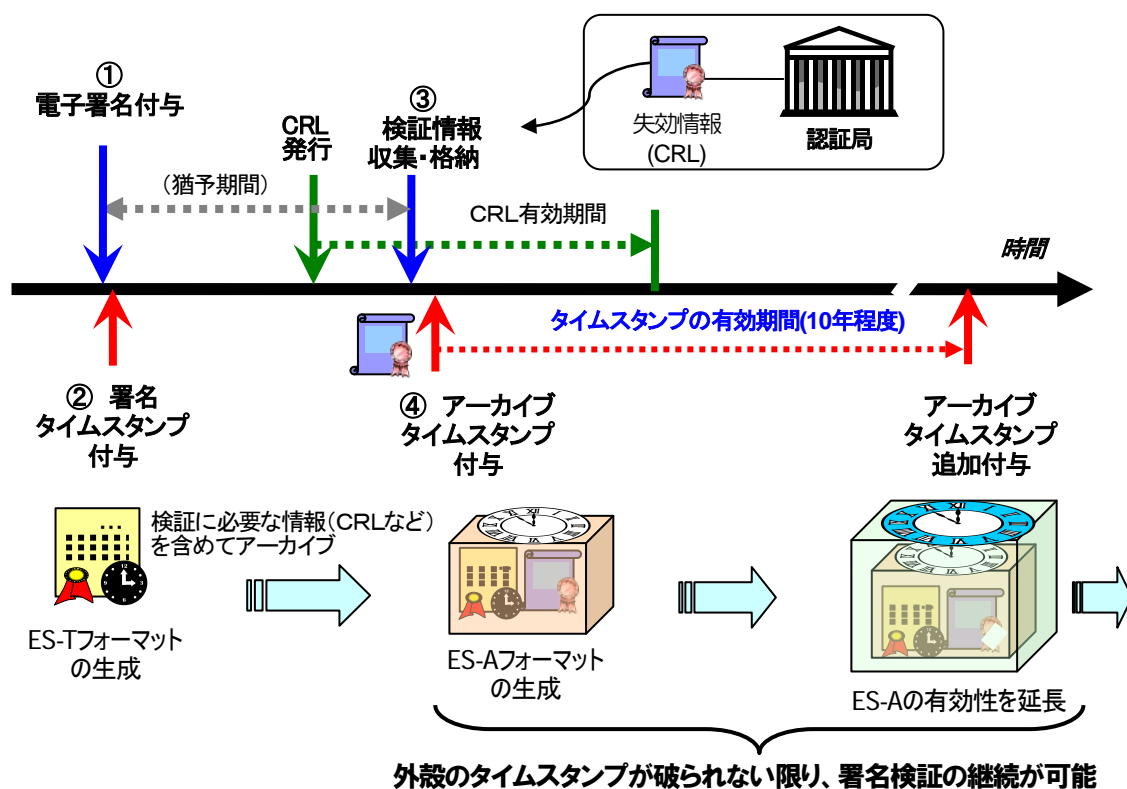 ①
電子署名付与
CRL
発行
③
検証情報
収集・格納
失効情報
(CRL)
認証局
（猶予期間）
CRL有効期間
時間
タイムスタンプの有効期間(10年程度)
② 署名
タイムスタンプ
付与
④ アーカイブ
タイムスタンプ
付与
アーカイブ
タイムスタンプ
追加付与
検証に必要な情報（CRLなど）
を含めてアーカイブ
ES-Tフォーマット
の生成
ES-Aフォーマット
の生成
ES-Aの有効性を延長
外殻のタイムスタンプが破られない限り、署名検証の継続が可能